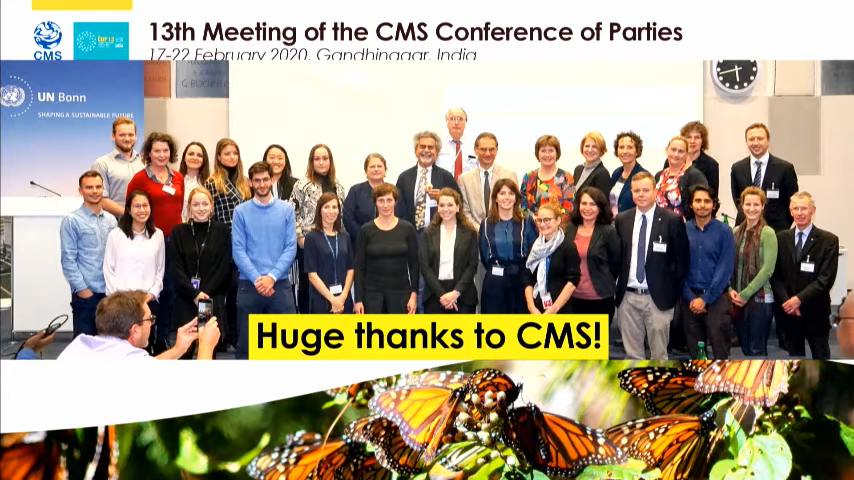 13th Meeting of the CMS Conference of Parties
17-22 February 2020, Gandhinagar, India
CMS
UN Bonn
SHAPING A SUSTAINABLE FUTURE
Huge thanks to CMS!